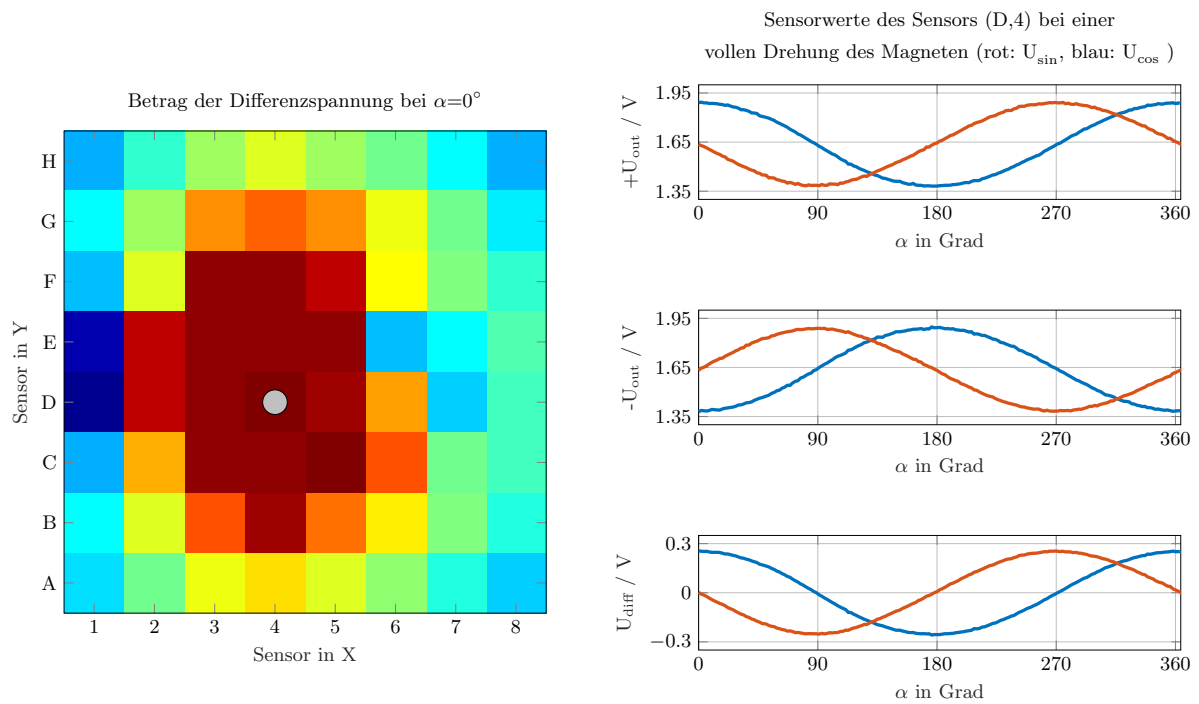 Betrag der Differenzspannung bei α=0°
Sensor in Y
H
G
F
E
D
C
B
A
1 2 3 4 5 6 7 8
Sensor in X
Sensorwerte des Sensors (D,4) bei einer
vollen Drehung des Magneten (rot: U_sin, blau: U_cos )
+U_out / V
1.95
1.65
1.35
0 90 180 270 360
α in Grad
-U_out / V
1.95
1.65
1.35
0 90 180 270 360
α in Grad
U_diff / V
0.3
0
−0.3
0 90 180 270 360
α in Grad